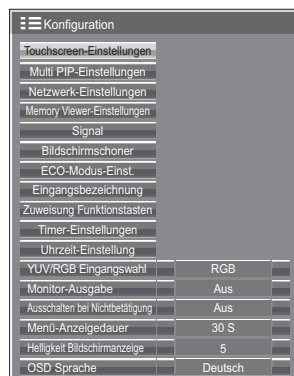 Konfiguration
Touchscreen-Einstellungen
Multi PIP-Einstellungen
Netzwerk-Einstellungen
Memory Viewer-Einstellungen
Signal
Bildschirmschoner
ECO-Modus-Einst.
Eingangsbezeichnung
Zuweisung Funktionstasten
Timer-Einstellungen
Uhrzeit-Einstellung
YUV/RGB Eingangswahl RGB
Monitor-Ausgabe Aus
Ausschalten bei Nichtbetätigung Aus
Menü-Anzeigedauer 30 S
Helligkeit Bildschirmanzeige 5
OSD Sprache Deutsch